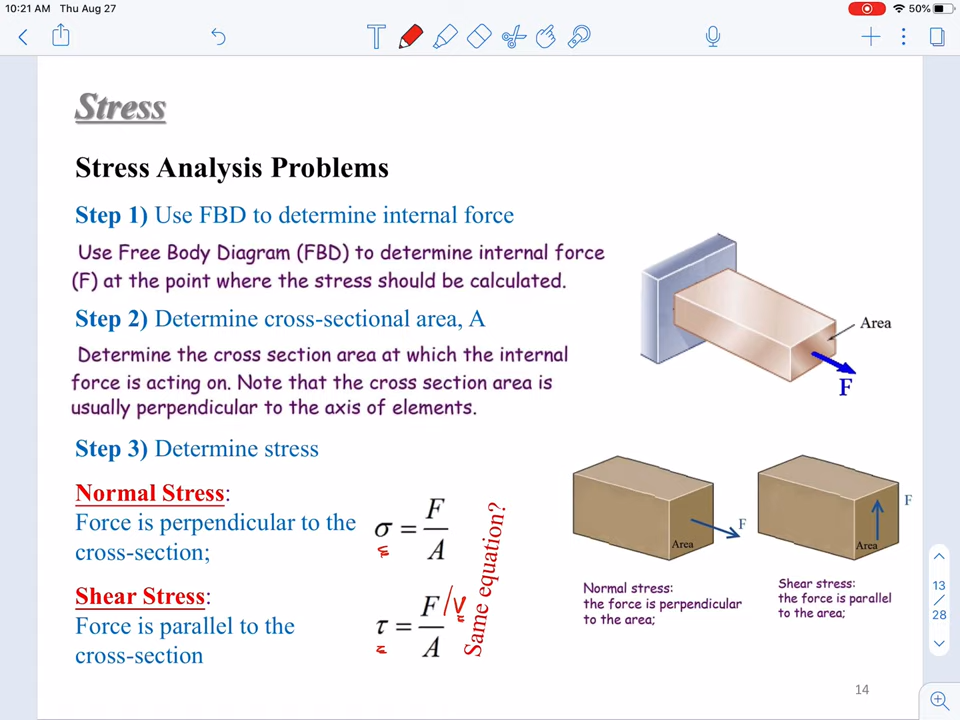 10:21 AM Thu Aug 27
50%
T
Stress
Stress Analysis Problems
Step 1) Use FBD to determine internal force
Use Free Body Diagram (FBD) to determine internal force
(F) at the point where the stress should be calculated.
Step 2) Determine cross-sectional area, A
Determine the cross section area at which the internal
force is acting on. Note that the cross section area is
usually perpendicular to the axis of elements.
Area
F
Step 3) Determine stress
Normal Stress:
Force is perpendicular to the
cross-section;
σ = F/A
Shear Stress:
Force is parallel to the
cross-section
τ = F/V
A
Same equation?
F
Area
Normal stress:
the force is perpendicular
to the area;
F
Area
Shear stress:
the force is parallel
to the area;
13
/
28
14